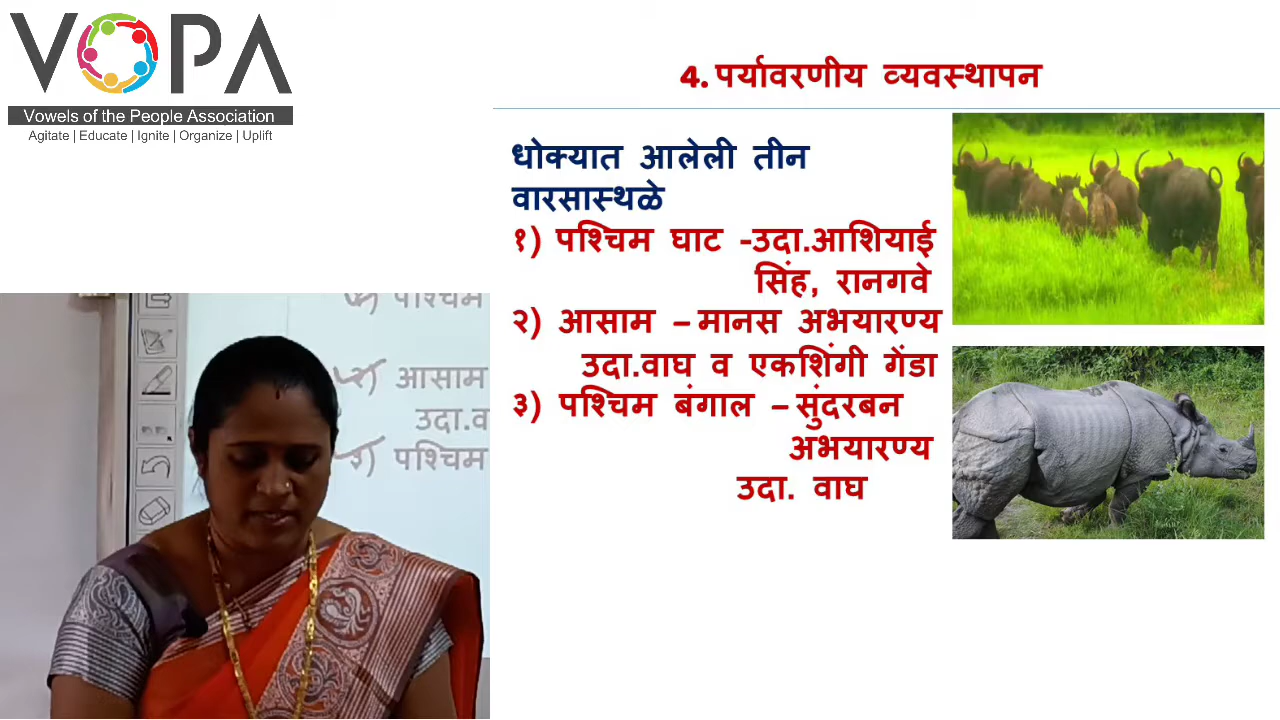 VOPA
Vowels of the People Association
Agitate | Educate | Ignite | Organize | Uplift
4. पर्यावरणीय व्यवस्थापन
धोक्यात आलेली तीन
वारसास्थळे
१) पश्चिम घाट -उदा.आशियाई
सिंह, रानगवे
२) आसाम – मानस अभयारण्य
उदा.वाघ व एकशिंगी गेंडा
३) पश्चिम बंगाल – सुंदरबन
अभयारण्य
उदा. वाघ
पश्चिम
२) आसाम
उदा.व
३) पश्चिम